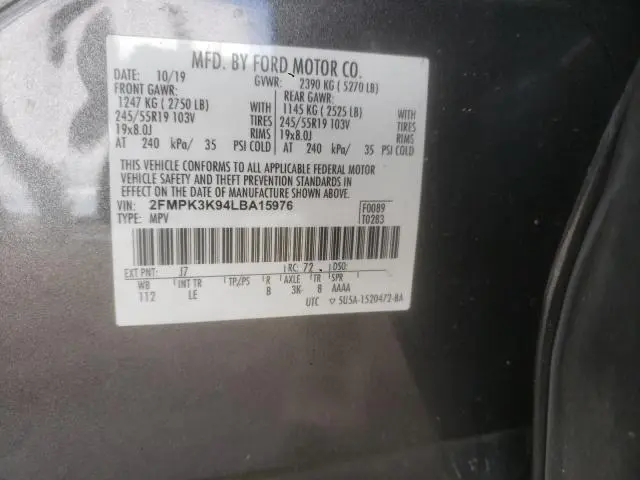 MFD. BY FORD MOTOR CO.
DATE: 10/19 GVWR: 2390 KG ( 5270 LB)
FRONT GAWR: REAR GAWR:
1247 KG ( 2750 LB) WITH 1145 KG ( 2525 LB) WITH
245/55R19 103V TIRES 245/55R19 103V TIRES
19x8.0J RIMS 19x8.0J RIMS
AT 240 kPa/ 35 PSI COLD AT 240 kPa/ 35 PSI COLD
THIS VEHICLE CONFORMS TO ALL APPLICABLE FEDERAL MOTOR
VEHICLE SAFETY AND THEFT PREVENTION STANDARDS IN EFFECT ON THE
DATE OF MANUFACTURE SHOWN ABOVE.
VIN: 2FMPK3K94LBA15976 F0089
TYPE: MPV T0283
EXT PNT: J7 RC: 72 DSO:
WB INT TR TP/PS R AXLE TR SPR
112 LE B 3K 8 AAAA
UTC 5U5A-1520472-BA